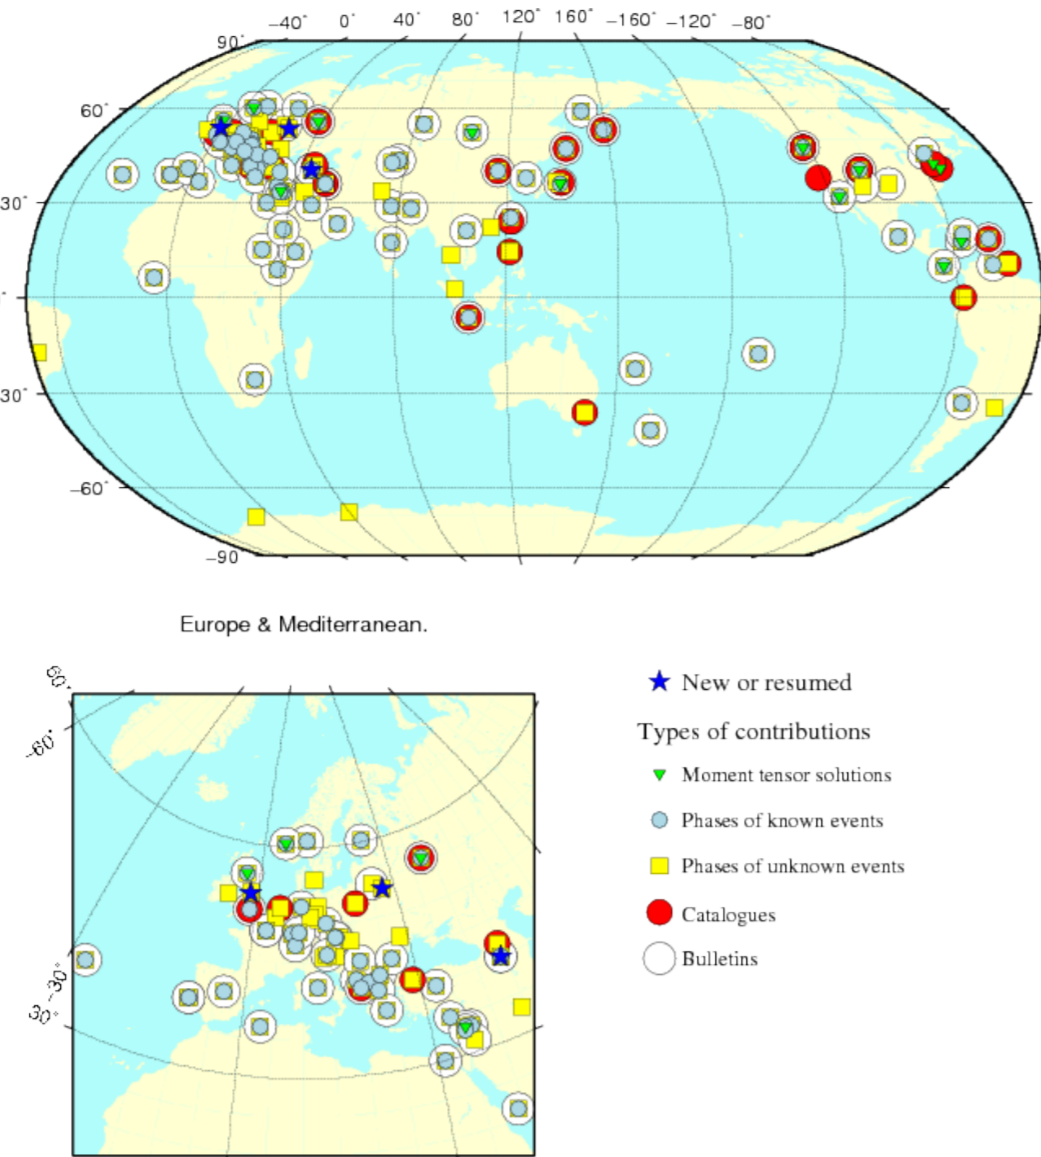 −40° 0° 40° 80° 120° 160° −160° −120° −80°
90°
60°
30°
0°
30°
−60°
−90
Europe & Mediterranean.
60°
−60°
−30°
30°
New or resumed
Types of contributions
Moment tensor solutions
Phases of known events
Phases of unknown events
Catalogues
Bulletins